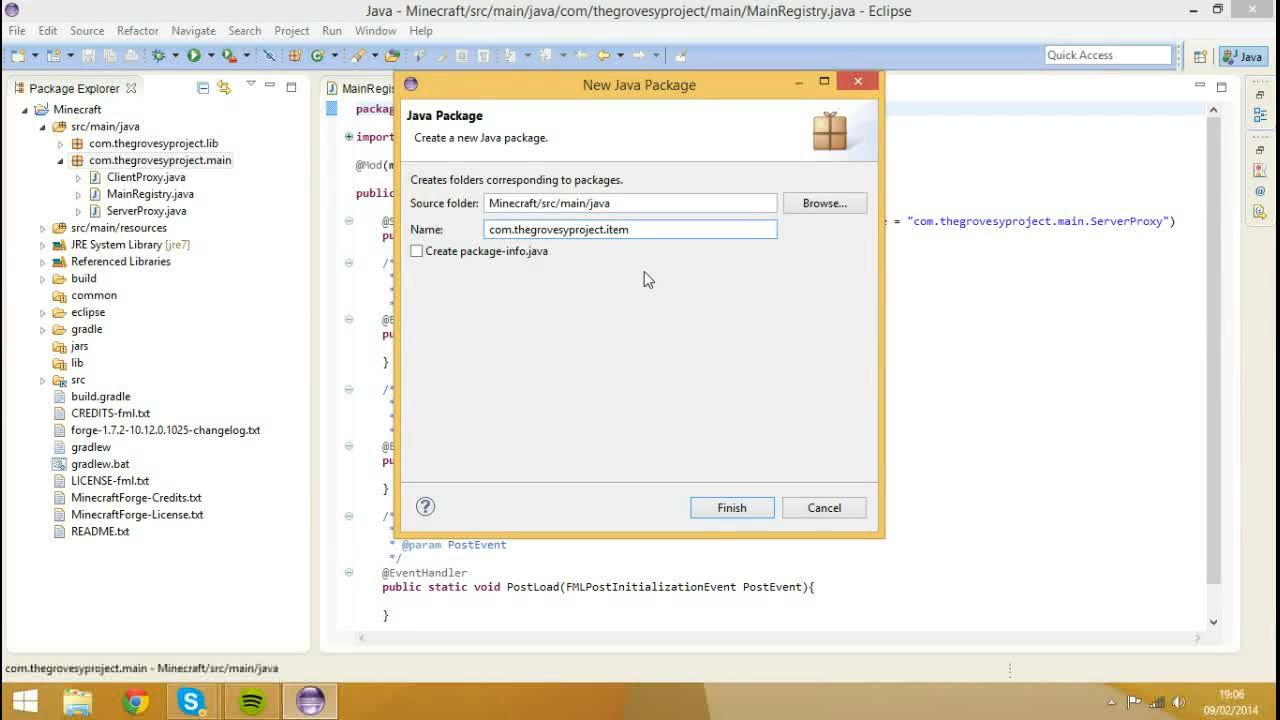 Java - Minecraft/src/main/java/com/thegrovesyproject/main/MainRegistry.java - Eclipse
File Edit Source Refactor Navigate Search Project Run Window Help
Quick Access
Java
Package Explorer
Minecraft
src/main/java
com.thegrovesyproject.lib
com.thegrovesyproject.main
ClientProxy.java
MainRegistry.java
ServerProxy.java
src/main/resources
JRE System Library [jre7]
Referenced Libraries
build
common
eclipse
gradle
jars
lib
src
build.gradle
CREDITS-fml.txt
forge-1.7.2-10.12.0.1025-changelog.txt
gradlew
gradlew.bat
LICENSE-fml.txt
MinecraftForge-Credits.txt
MinecraftForge-License.txt
README.txt
MainRegis
packag
import
@Mod(m
public
@S
= "com.thegrovesyproject.main.ServerProxy")
pu
/*
*
*
*
@E
pu
}
/*
*
*
*
@E
pu
}
/*
*
* @param PostEvent
*/
@EventHandler
public static void PostLoad(FMLPostInitializationEvent PostEvent){
}
New Java Package
Java Package
Create a new Java package.
Creates folders corresponding to packages.
Source folder: Minecraft/src/main/java Browse...
Name: com.thegrovesyproject.item
Create package-info.java
? Finish Cancel
com.thegrovesyproject.main - Minecraft/src/main/java
19:06
09/02/2014